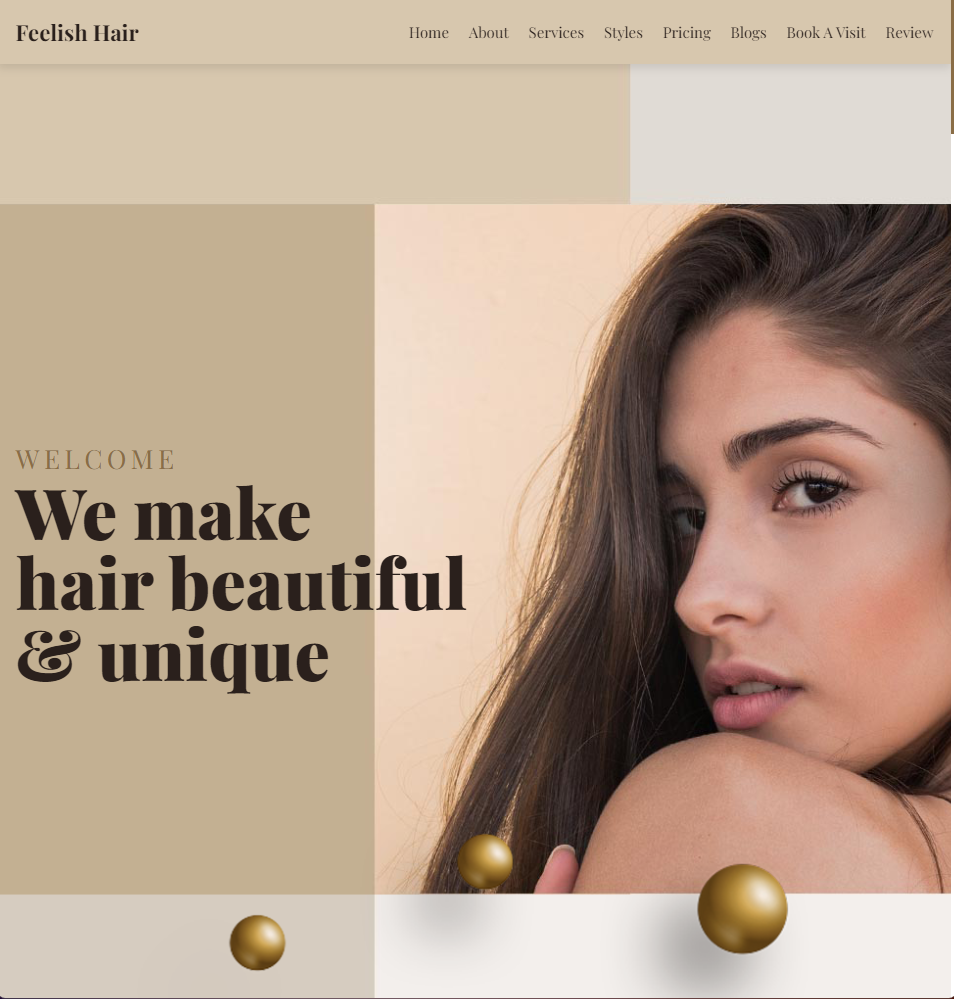 Feelish Hair
Home About Services Styles Pricing Blogs Book A Visit Review
WELCOME
We make
hair beautiful
& unique